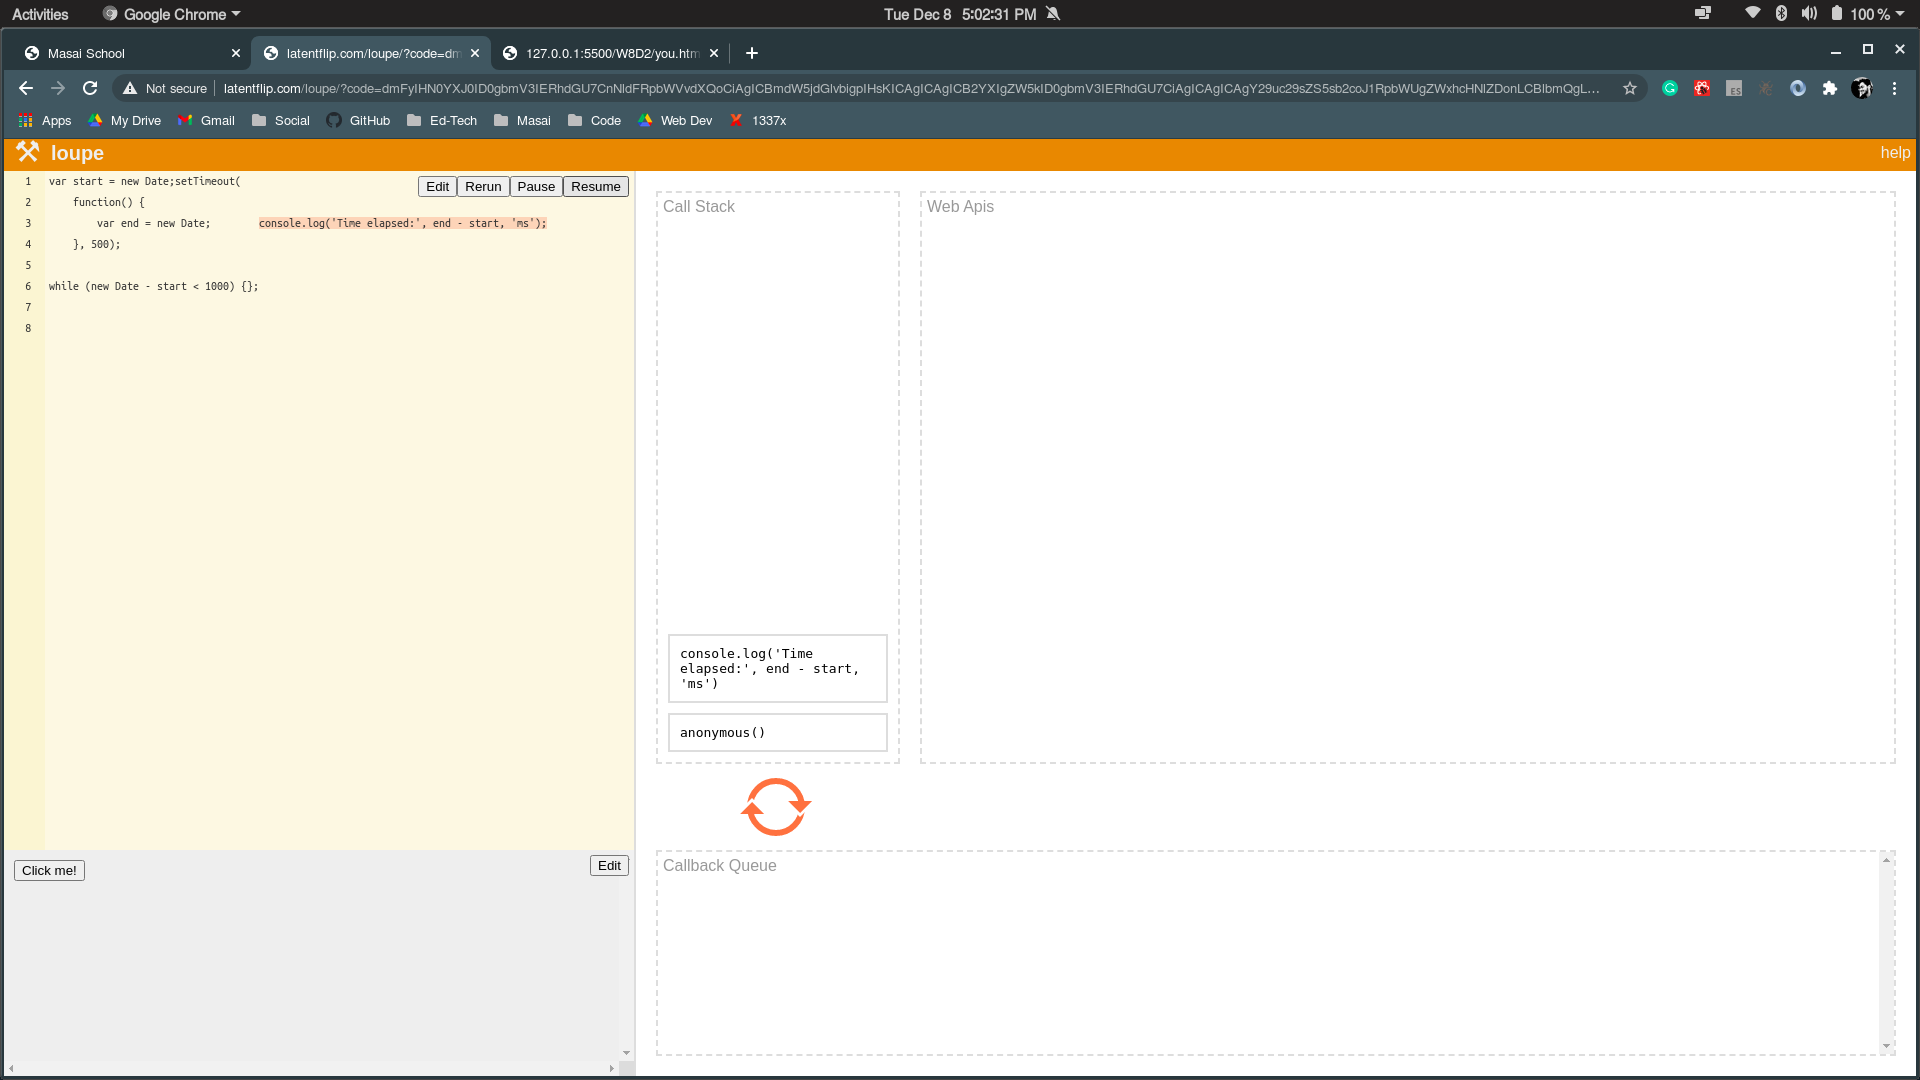 Activities
Google Chrome
Tue Dec 8 5:02:31 PM
100 %
Masai School
latentflip.com/loupe/?code=dm
127.0.0.1:5500/W8D2/you.htm
Not secure
Apps
My Drive
Gmail
Social
GitHub
Ed-Tech
Masai
Code
Web Dev
1337x
loupe
help
Edit
Rerun
Pause
Resume
1 var start = new Date;setTimeout(
2 function() {
3 var end = new Date; console.log('Time elapsed:', end - start, 'ms');
4 }, 500);
5
6 while (new Date - start < 1000) {};
7
8
Call Stack
Web Apis
console.log('Time
elapsed:', end - start,
'ms')
anonymous()
Click me!
Edit
Callback Queue